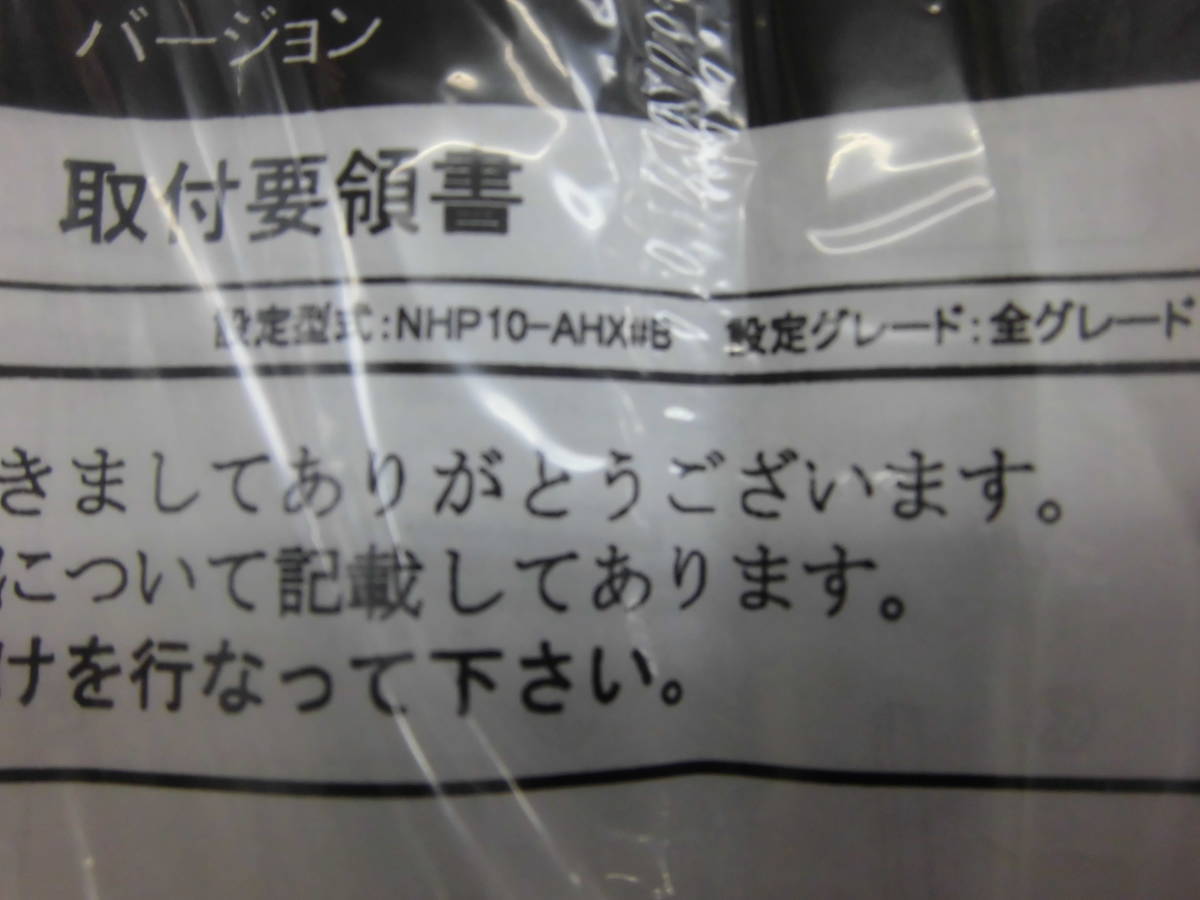 バージョン
取付要領書
設定型式:NHP10-AHX#B 設定グレード:全グレード
きましてありがとうございます。
について記載してあります。
けを行なって下さい。